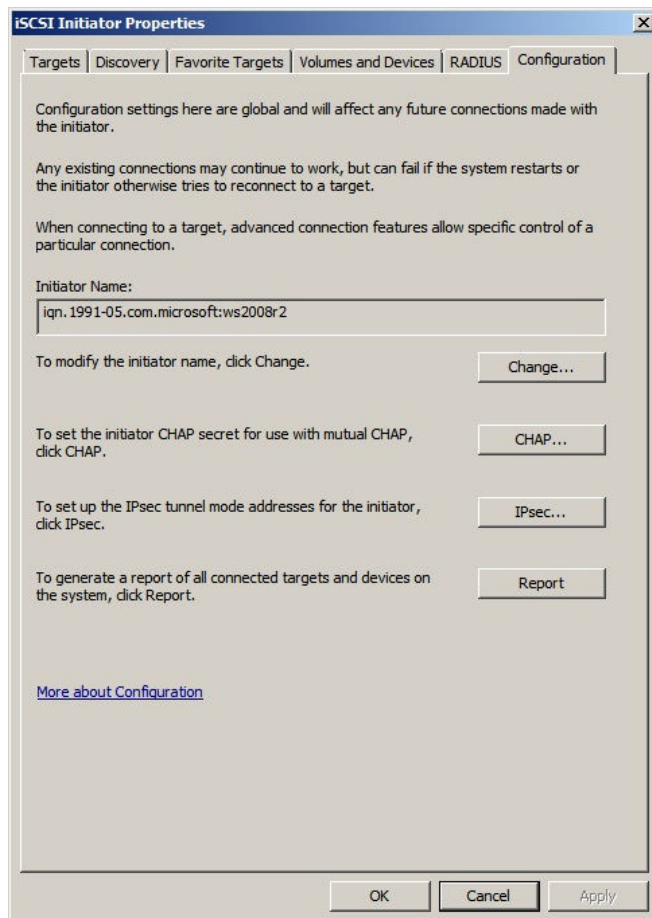 iSCSI Initiator Properties
Targets Discovery Favorite Targets Volumes and Devices RADIUS Configuration
Configuration settings here are global and will affect any future connections made with
the initiator.
Any existing connections may continue to work, but can fail if the system restarts or
the initiator otherwise tries to reconnect to a target.
When connecting to a target, advanced connection features allow specific control of a
particular connection.
Initiator Name:
iqn.1991-05.com.microsoft:ws2008r2
To modify the initiator name, click Change.
Change...
To set the initiator CHAP secret for use with mutual CHAP,
click CHAP.
CHAP...
To set up the IPsec tunnel mode addresses for the initiator,
click IPsec.
IPsec...
To generate a report of all connected targets and devices on
the system, click Report.
Report
More about Configuration
OK Cancel Apply